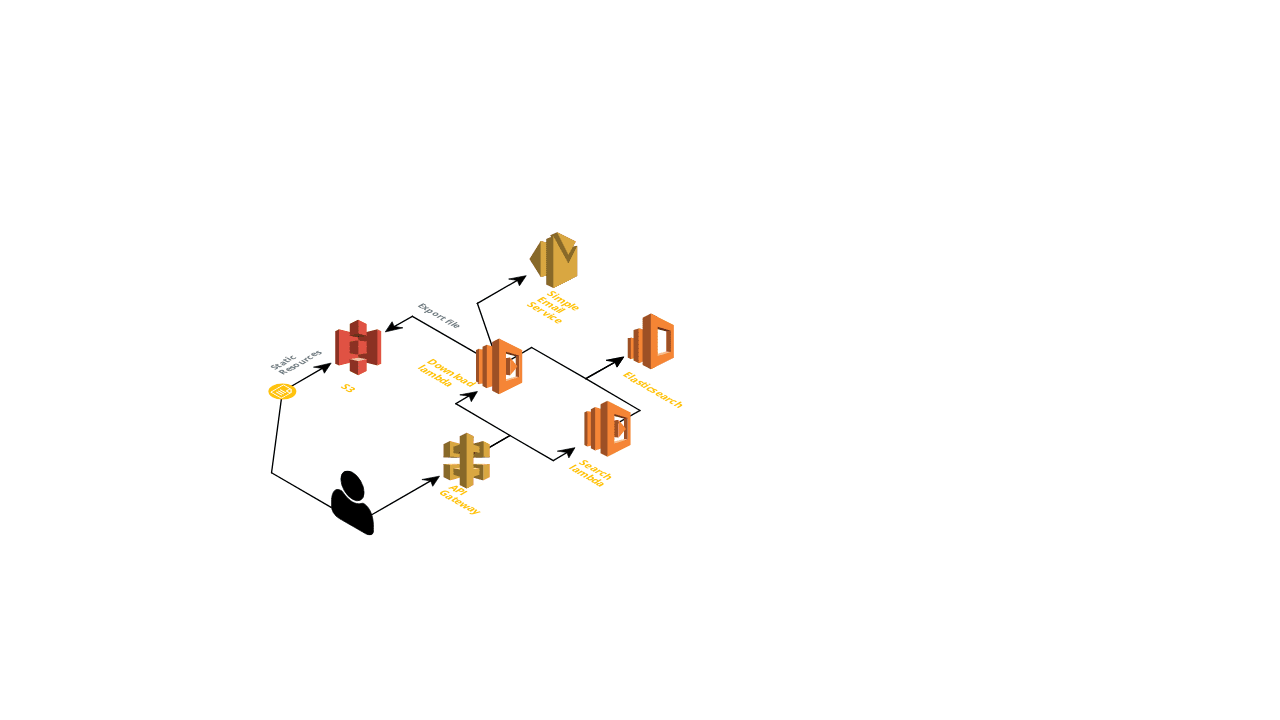 Simple
Email
Service
Export file
Static
Resources
S3
Download
lambda
Elasticsearch
Search
lambda
API
Gateway